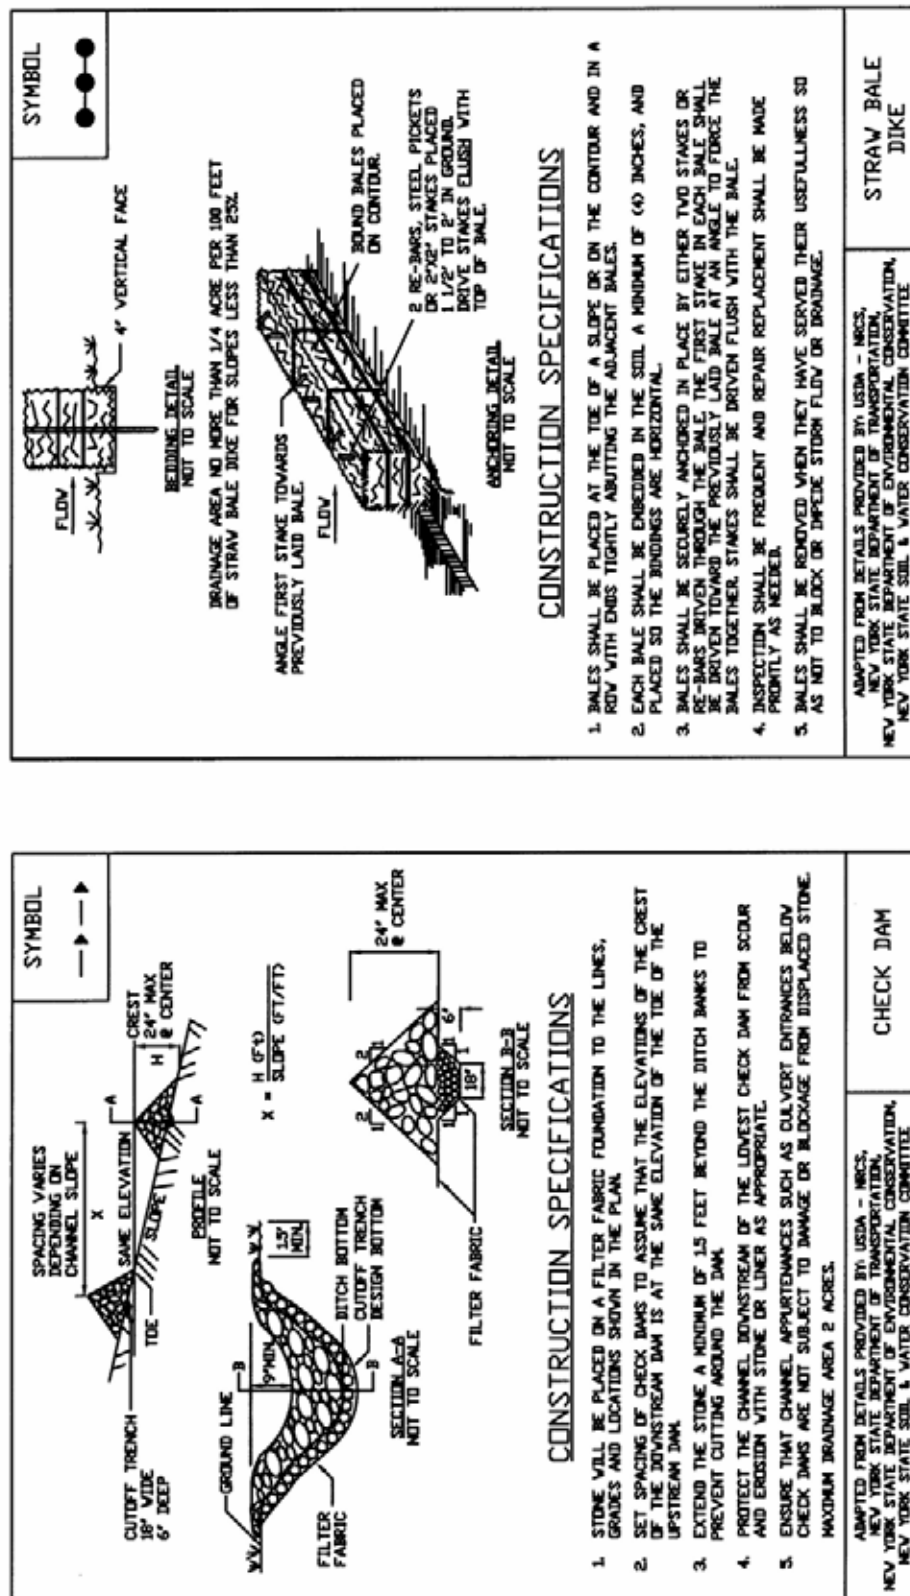 SYMBOL
SPACING VARIES
DEPENDING ON
CHANNEL SLOPE
X
CREST
24" MAX
@ CENTER
H
SAME ELEVATION
A
A
SLOPE
TOE
PROFILE
NOT TO SCALE
CUTOFF TRENCH
18" WIDE
6" DEEP
X = H (Ft)
SLOPE (FT/FT)
GROUND LINE
B
B
9"MIN.
1.5'
MIN.
DITCH BOTTOM
CUTOFF TRENCH
DESIGN BOTTOM
FILTER
FABRIC
SECTION A-A
NOT TO SCALE
24" MAX
@ CENTER
2
2
1
1
1
1
1
1
18"
6"
FILTER FABRIC
SECTION B-B
NOT TO SCALE
CONSTRUCTION SPECIFICATIONS
1. STONE WILL BE PLACED ON A FILTER FABRIC FOUNDATION TO THE LINES,
GRADES AND LOCATIONS SHOWN IN THE PLAN.
2. SET SPACING OF CHECK DAMS TO ASSUME THAT THE ELEVATIONS OF THE CREST
OF THE DOWNSTREAM DAM IS AT THE SAME ELEVATION OF THE TOE OF THE
UPSTREAM DAM.
3. EXTEND THE STONE A MINIMUM OF 1.5 FEET BEYOND THE DITCH BANKS TO
PREVENT CUTTING AROUND THE DAM.
4. PROTECT THE CHANNEL DOWNSTREAM OF THE LOWEST CHECK DAM FROM SCOUR
AND EROSION WITH STONE OR LINER AS APPROPRIATE.
5. ENSURE THAT CHANNEL APPURTENANCES SUCH AS CULVERT ENTRANCES BELOW
CHECK DAMS ARE NOT SUBJECT TO DAMAGE OR BLOCKAGE FROM DISPLACED STONE.
MAXIMUM DRAINAGE AREA 2 ACRES.
ADAPTED FROM DETAILS PROVIDED BY: USDA - NRCS,
NEW YORK STATE DEPARTMENT OF TRANSPORTATION,
NEW YORK STATE DEPARTMENT OF ENVIRONMENTAL CONSERVATION,
NEW YORK STATE SOIL & WATER CONSERVATION COMMITTEE
CHECK DAM
SYMBOL
FLOW
4" VERTICAL FACE
BEDDING DETAIL
NOT TO SCALE
DRAINAGE AREA NO MORE THAN 1/4 ACRE PER 100 FEET
OF STRAW BALE DIKE FOR SLOPES LESS THAN 25%.
ANGLE FIRST STAKE TOWARDS
PREVIOUSLY LAID BALE.
FLOW
BOUND BALES PLACED
ON CONTOUR.
2 RE-BARS, STEEL PICKETS
OR 2"X2" STAKES PLACED
1 1/2' TO 2' IN GROUND.
DRIVE STAKES FLUSH WITH
TOP OF BALE.
ANCHORING DETAIL
NOT TO SCALE
CONSTRUCTION SPECIFICATIONS
1. BALES SHALL BE PLACED AT THE TOE OF A SLOPE OR ON THE CONTOUR AND IN A
ROW WITH ENDS TIGHTLY ABUTTING THE ADJACENT BALES.
2. EACH BALE SHALL BE EMBEDDED IN THE SOIL A MINIMUM OF (4) INCHES, AND
PLACED SO THE BINDINGS ARE HORIZONTAL.
3. BALES SHALL BE SECURELY ANCHORED IN PLACE BY EITHER TWO STAKES OR
RE-BARS DRIVEN THROUGH THE BALE. THE FIRST STAKE IN EACH BALE SHALL
BE DRIVEN TOWARD THE PREVIOUSLY LAID BALE AT AN ANGLE TO FORCE THE
BALES TOGETHER. STAKES SHALL BE DRIVEN FLUSH WITH THE BALE.
4. INSPECTION SHALL BE FREQUENT AND REPAIR REPLACEMENT SHALL BE MADE
PROMTLY AS NEEDED.
5. BALES SHALL BE REMOVED WHEN THEY HAVE SERVED THEIR USEFULLNESS SO
AS NOT TO BLOCK OR IMPEDE STORM FLOW OR DRAINAGE.
ADAPTED FROM DETAILS PROVIDED BY: USDA - NRCS,
NEW YORK STATE DEPARTMENT OF TRANSPORTATION,
NEW YORK STATE DEPARTMENT OF ENVIRONMENTAL CONSERVATION,
NEW YORK STATE SOIL & WATER CONSERVATION COMMITTEE
STRAW BALE
DIKE